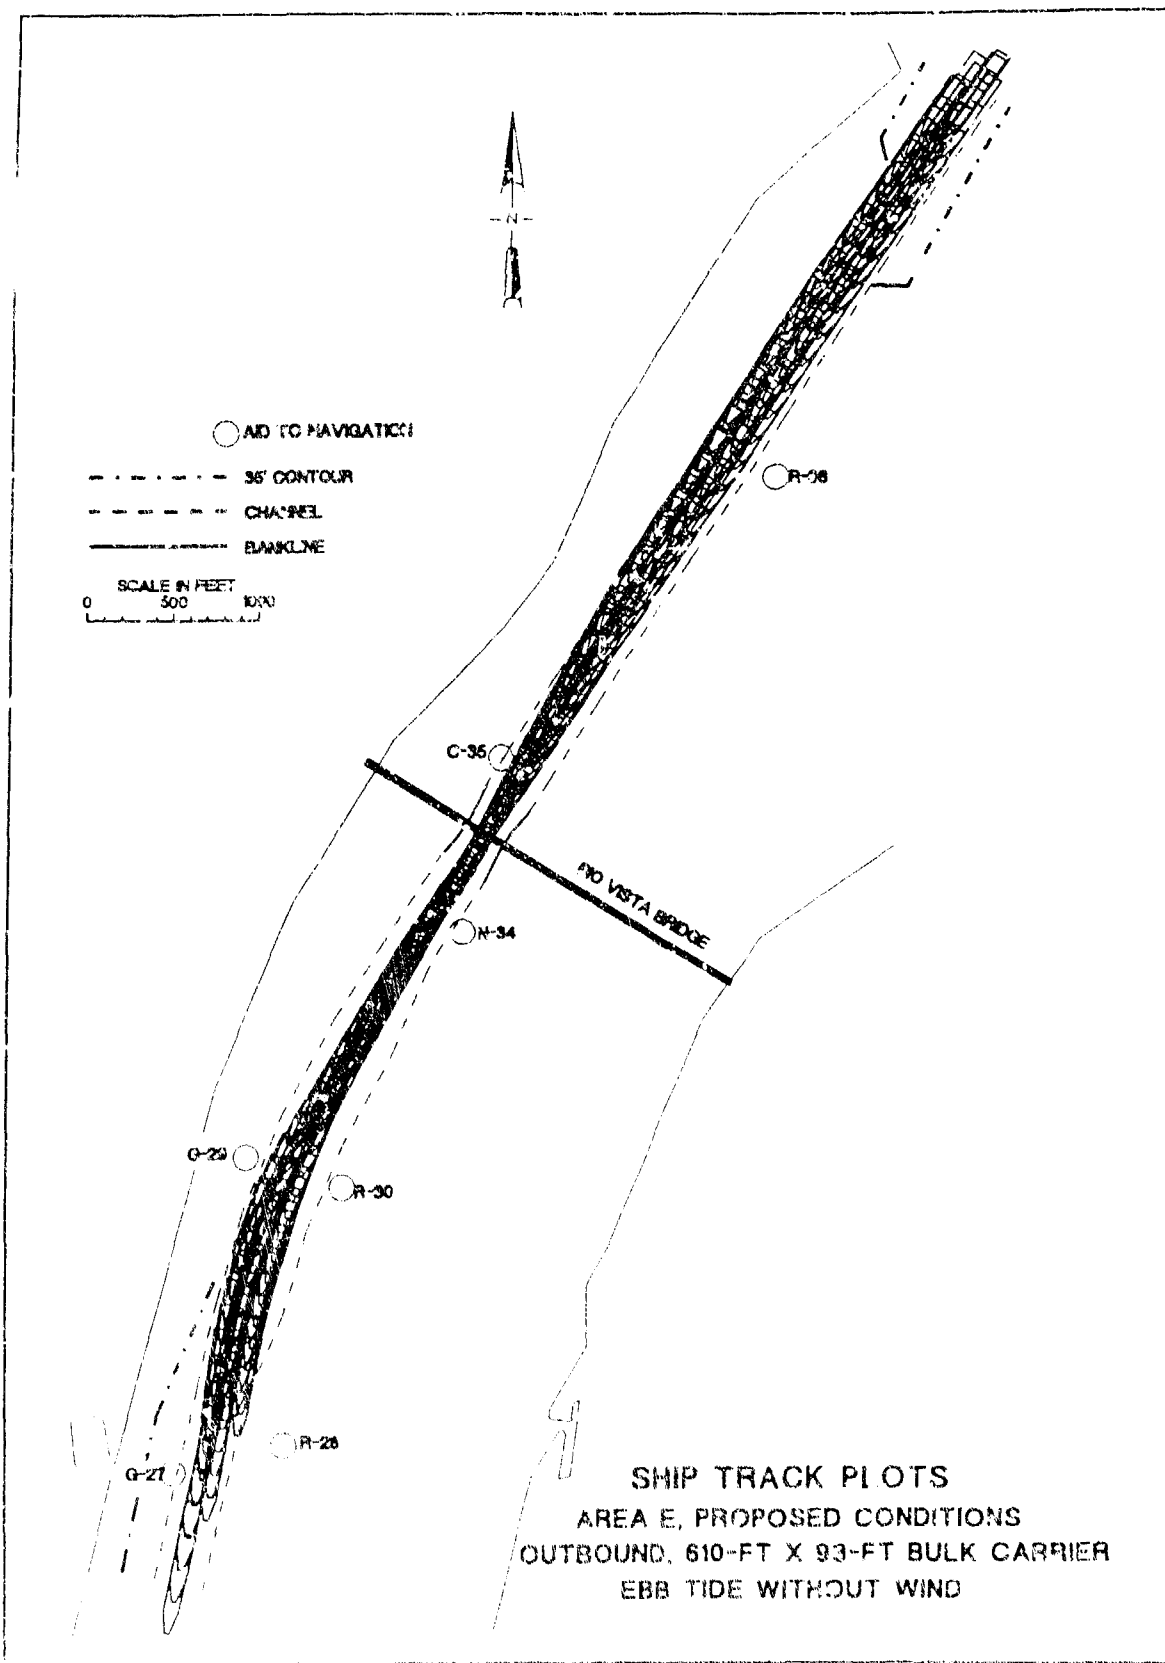 N
AID TO NAVIGATION
35' CONTOUR
CHANNEL
BANKLINE
SCALE IN FEET
0 500 1000
C-35
RIO VISTA BRIDGE
N-34
G-29
R-30
G-27
SHIP TRACK PLOTS
AREA E, PROPOSED CONDITIONS
OUTBOUND, 610-FT X 93-FT BULK CARRIER
EBB TIDE WITHOUT WIND